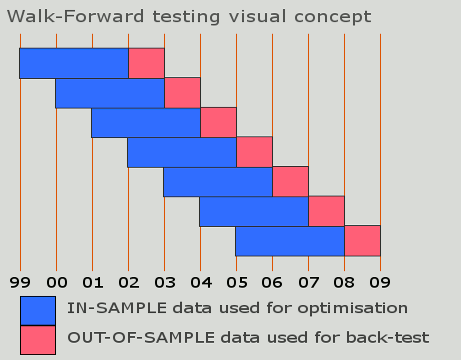 Walk-Forward testing visual concept
99 00 01 02 03 04 05 06 07 08 09
IN-SAMPLE data used for optimisation
OUT-OF-SAMPLE data used for back-test